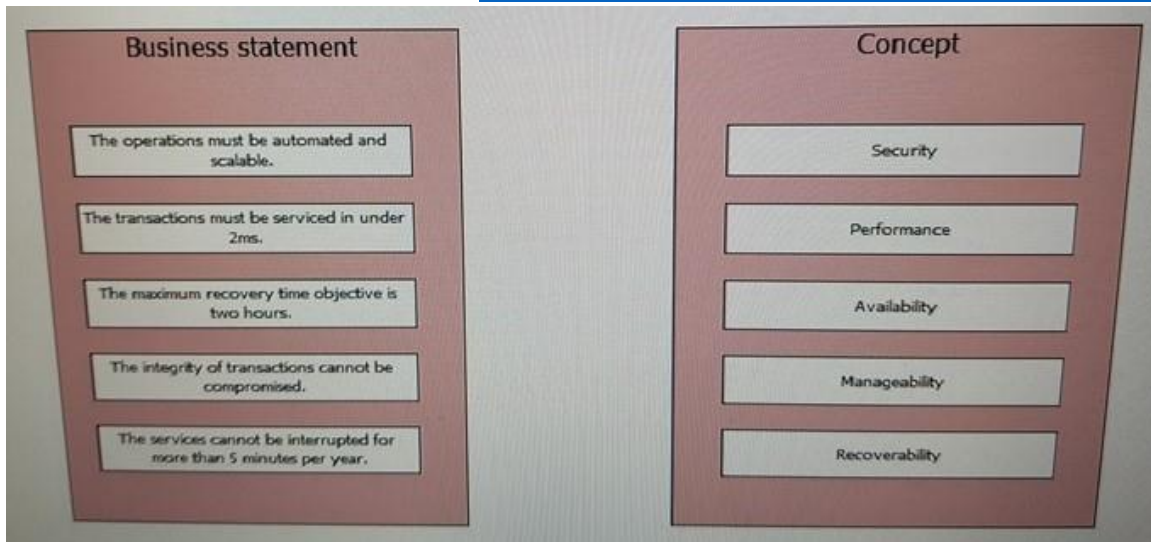 Business statement
The operations must be automated and
scalable.
The transactions must be serviced in under
2ms.
The maximum recovery time objective is
two hours.
The integrity of transactions cannot be
compromised.
The services cannot be interrupted for
more than 5 minutes per year.
Concept
Security
Performance
Availability
Manageability
Recoverability